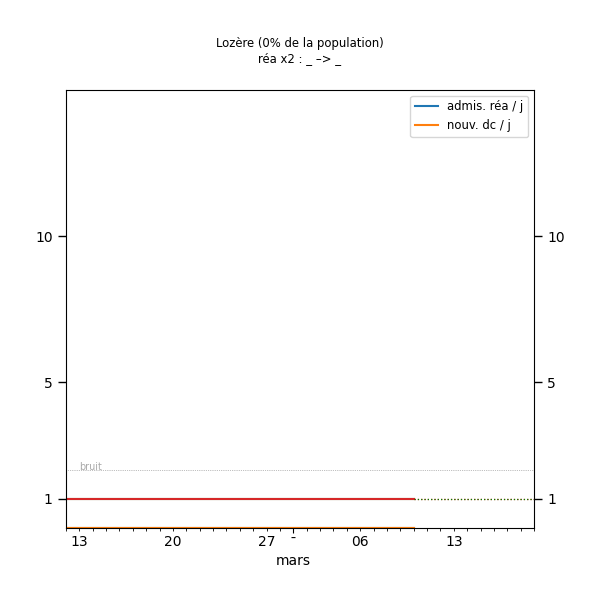 Lozère (0% de la population)
réa x2 : _ –> _
admis. réa / j
nouv. dc / j
10 10
5 5
bruit
1 1
13 20 27 - 06 13
mars